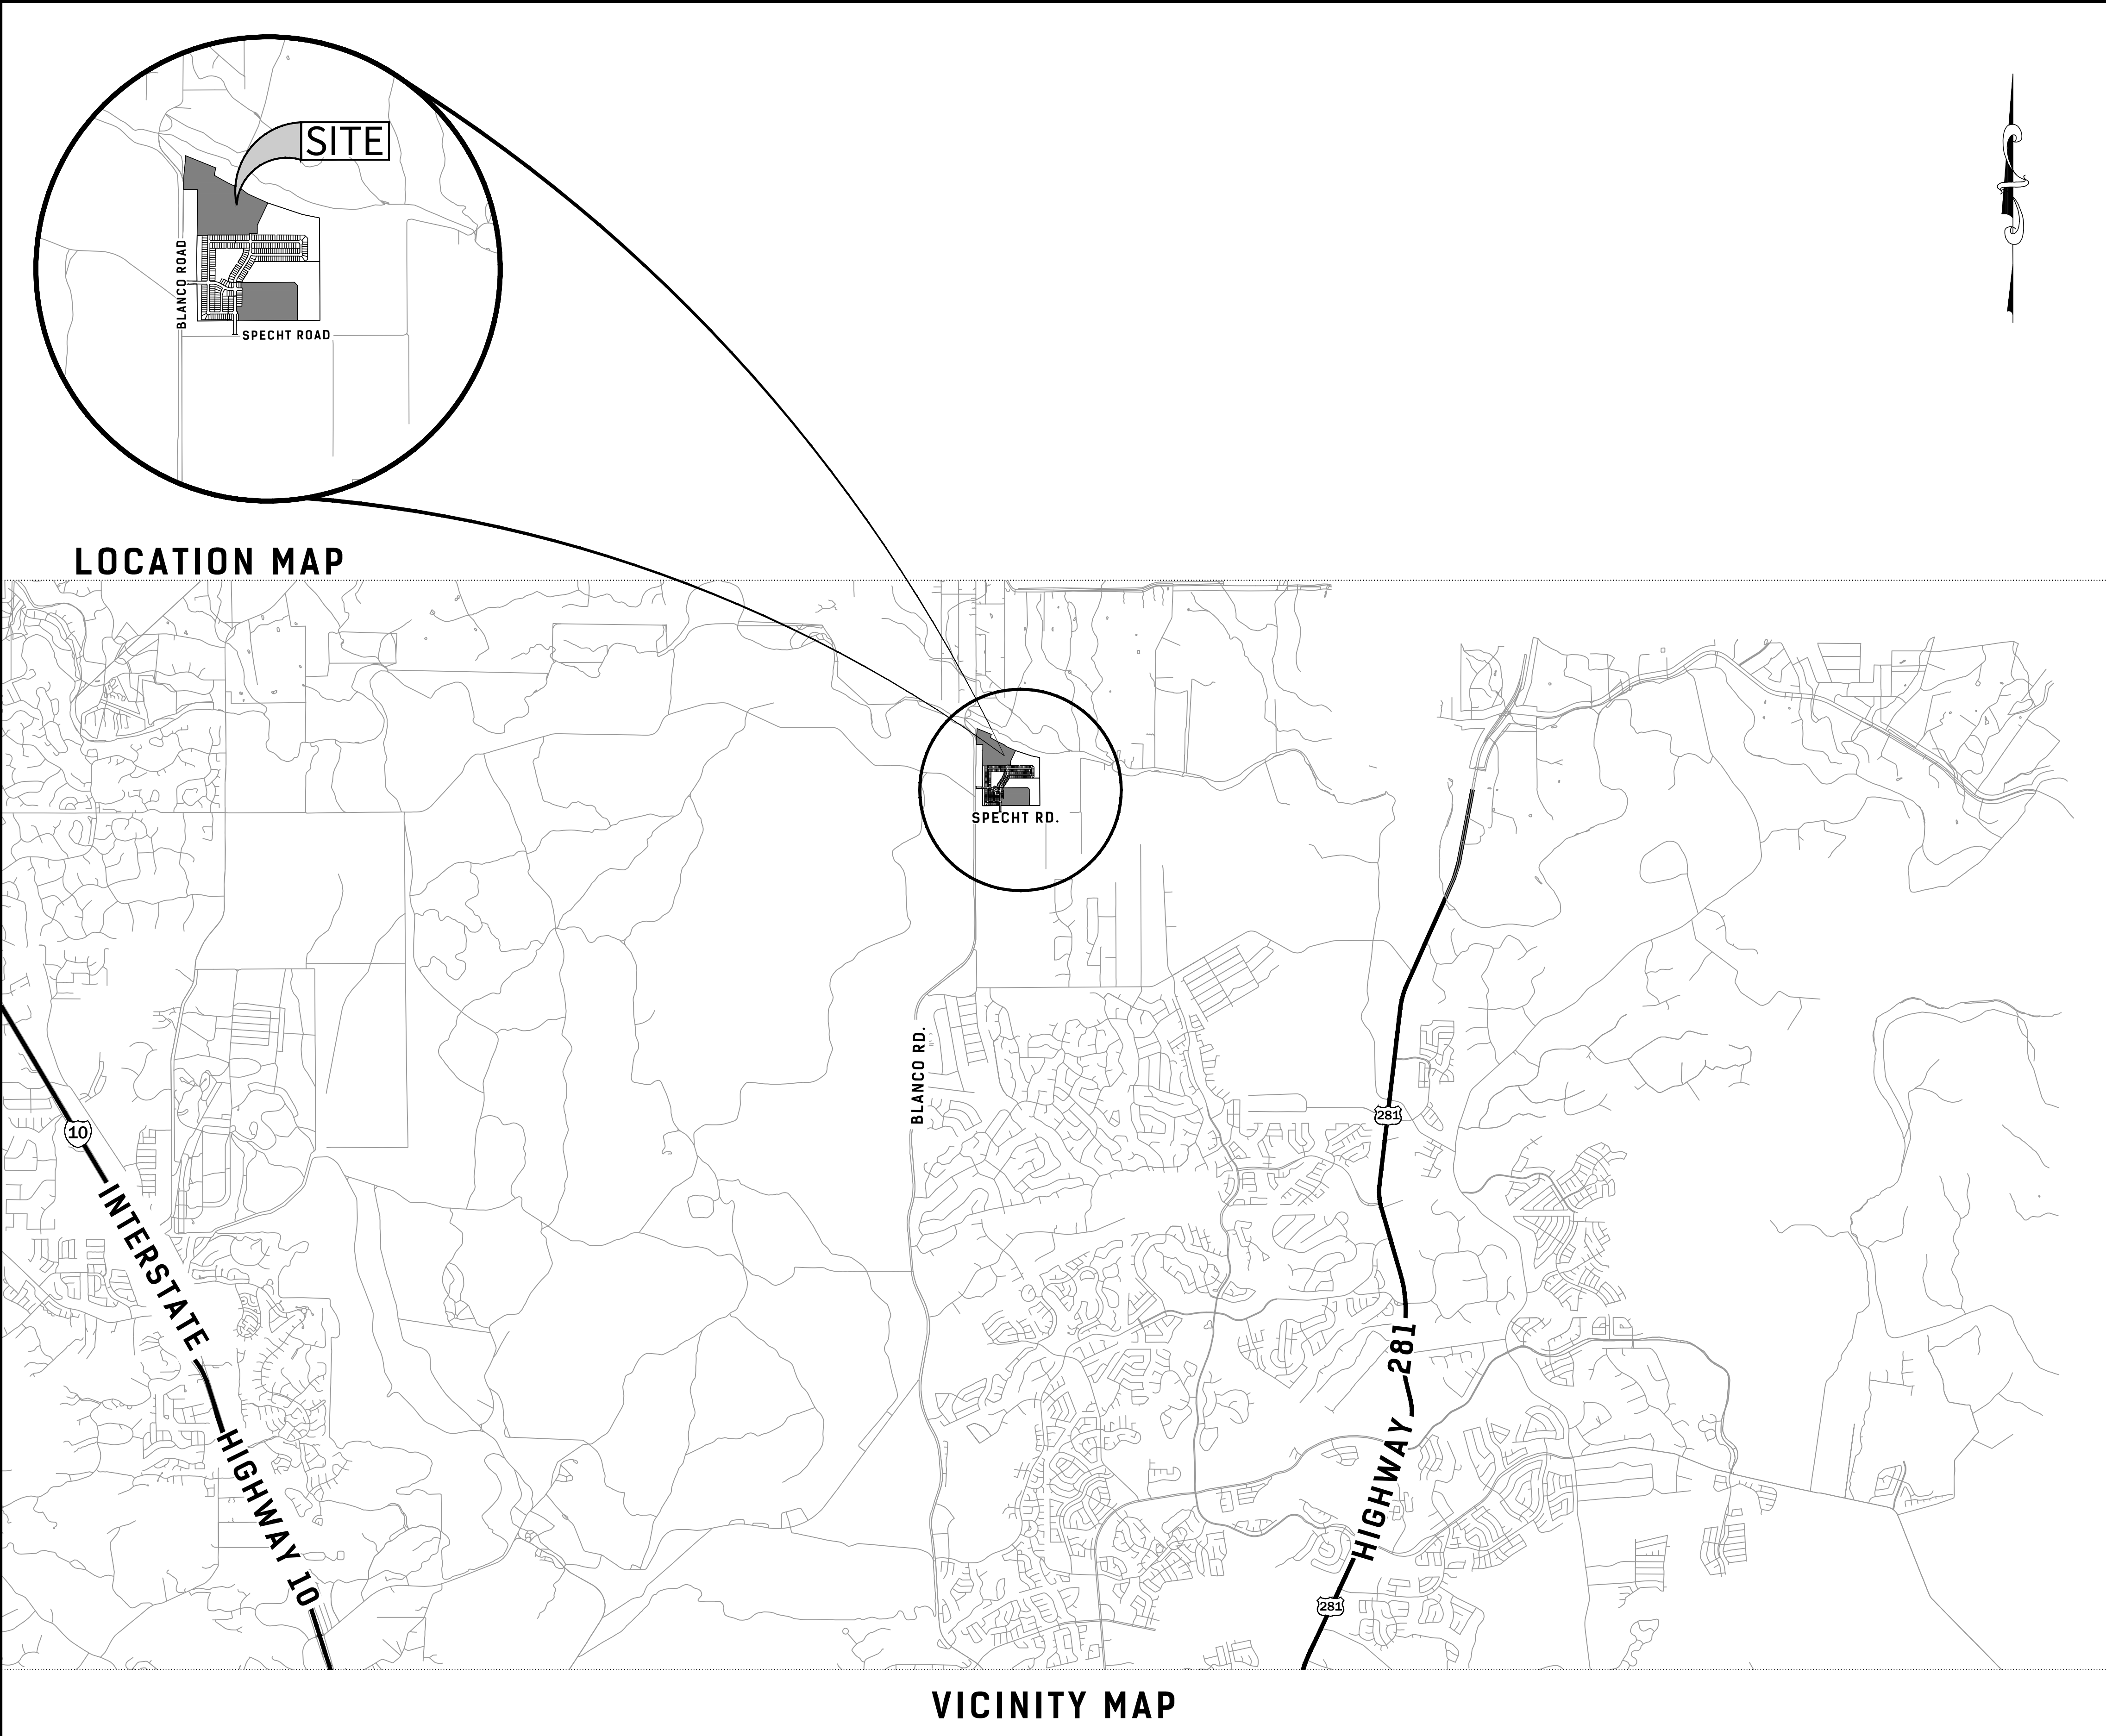 SITE
BLANCO ROAD
SPECHT ROAD
LOCATION MAP
SPECHT RD.
BLANCO RD.
10
INTERSTATE
HIGHWAY 10
281
HIGHWAY 281
281
VICINITY MAP